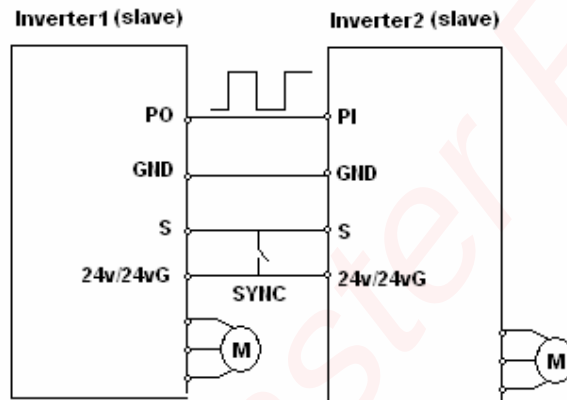 Inverter1 (slave)
Inverter2 (slave)
PO
PI
GND
GND
S
S
24v/24vG
24v/24vG
SYNC
M
M